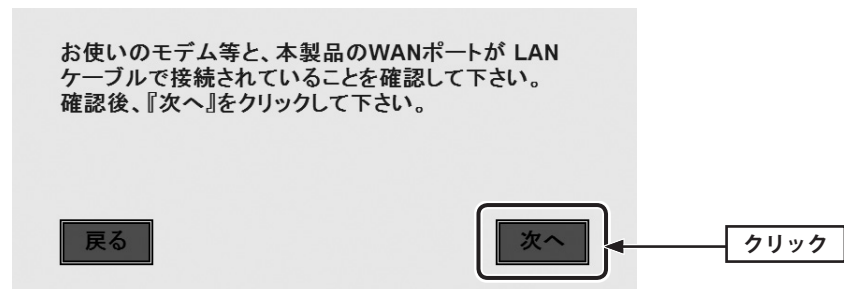 お使いのモデム等と、本製品のWANポートが LAN
ケーブルで接続されていることを確認して下さい。
確認後、『次へ』をクリックして下さい。
戻る
次へ
クリック